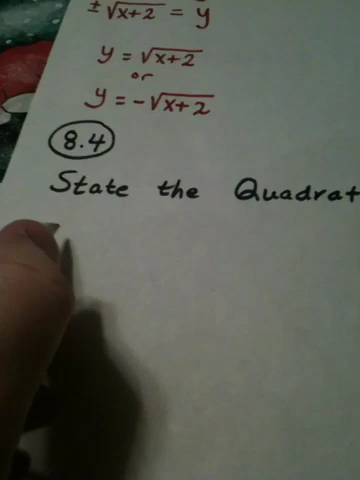 ± √x+2 = y
y = √x+2
or
y = -√x+2
8.4
State the Quadrat